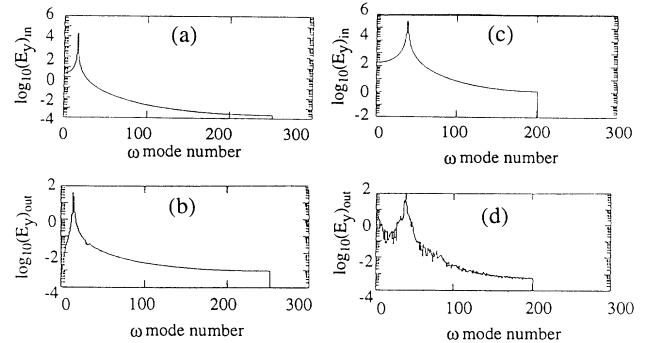 6
4
2
0
-2
-4
log10(Ey)in
(a)
0
100
200
300
ω mode number
6
4
2
0
-2
log10(Ey)in
(c)
0
100
200
300
ω mode number
2
0
-2
-4
log10(Ey)out
(b)
0
100
200
300
ω mode number
2
0
-2
-4
log10(Ey)out
(d)
0
100
200
300
ω mode number